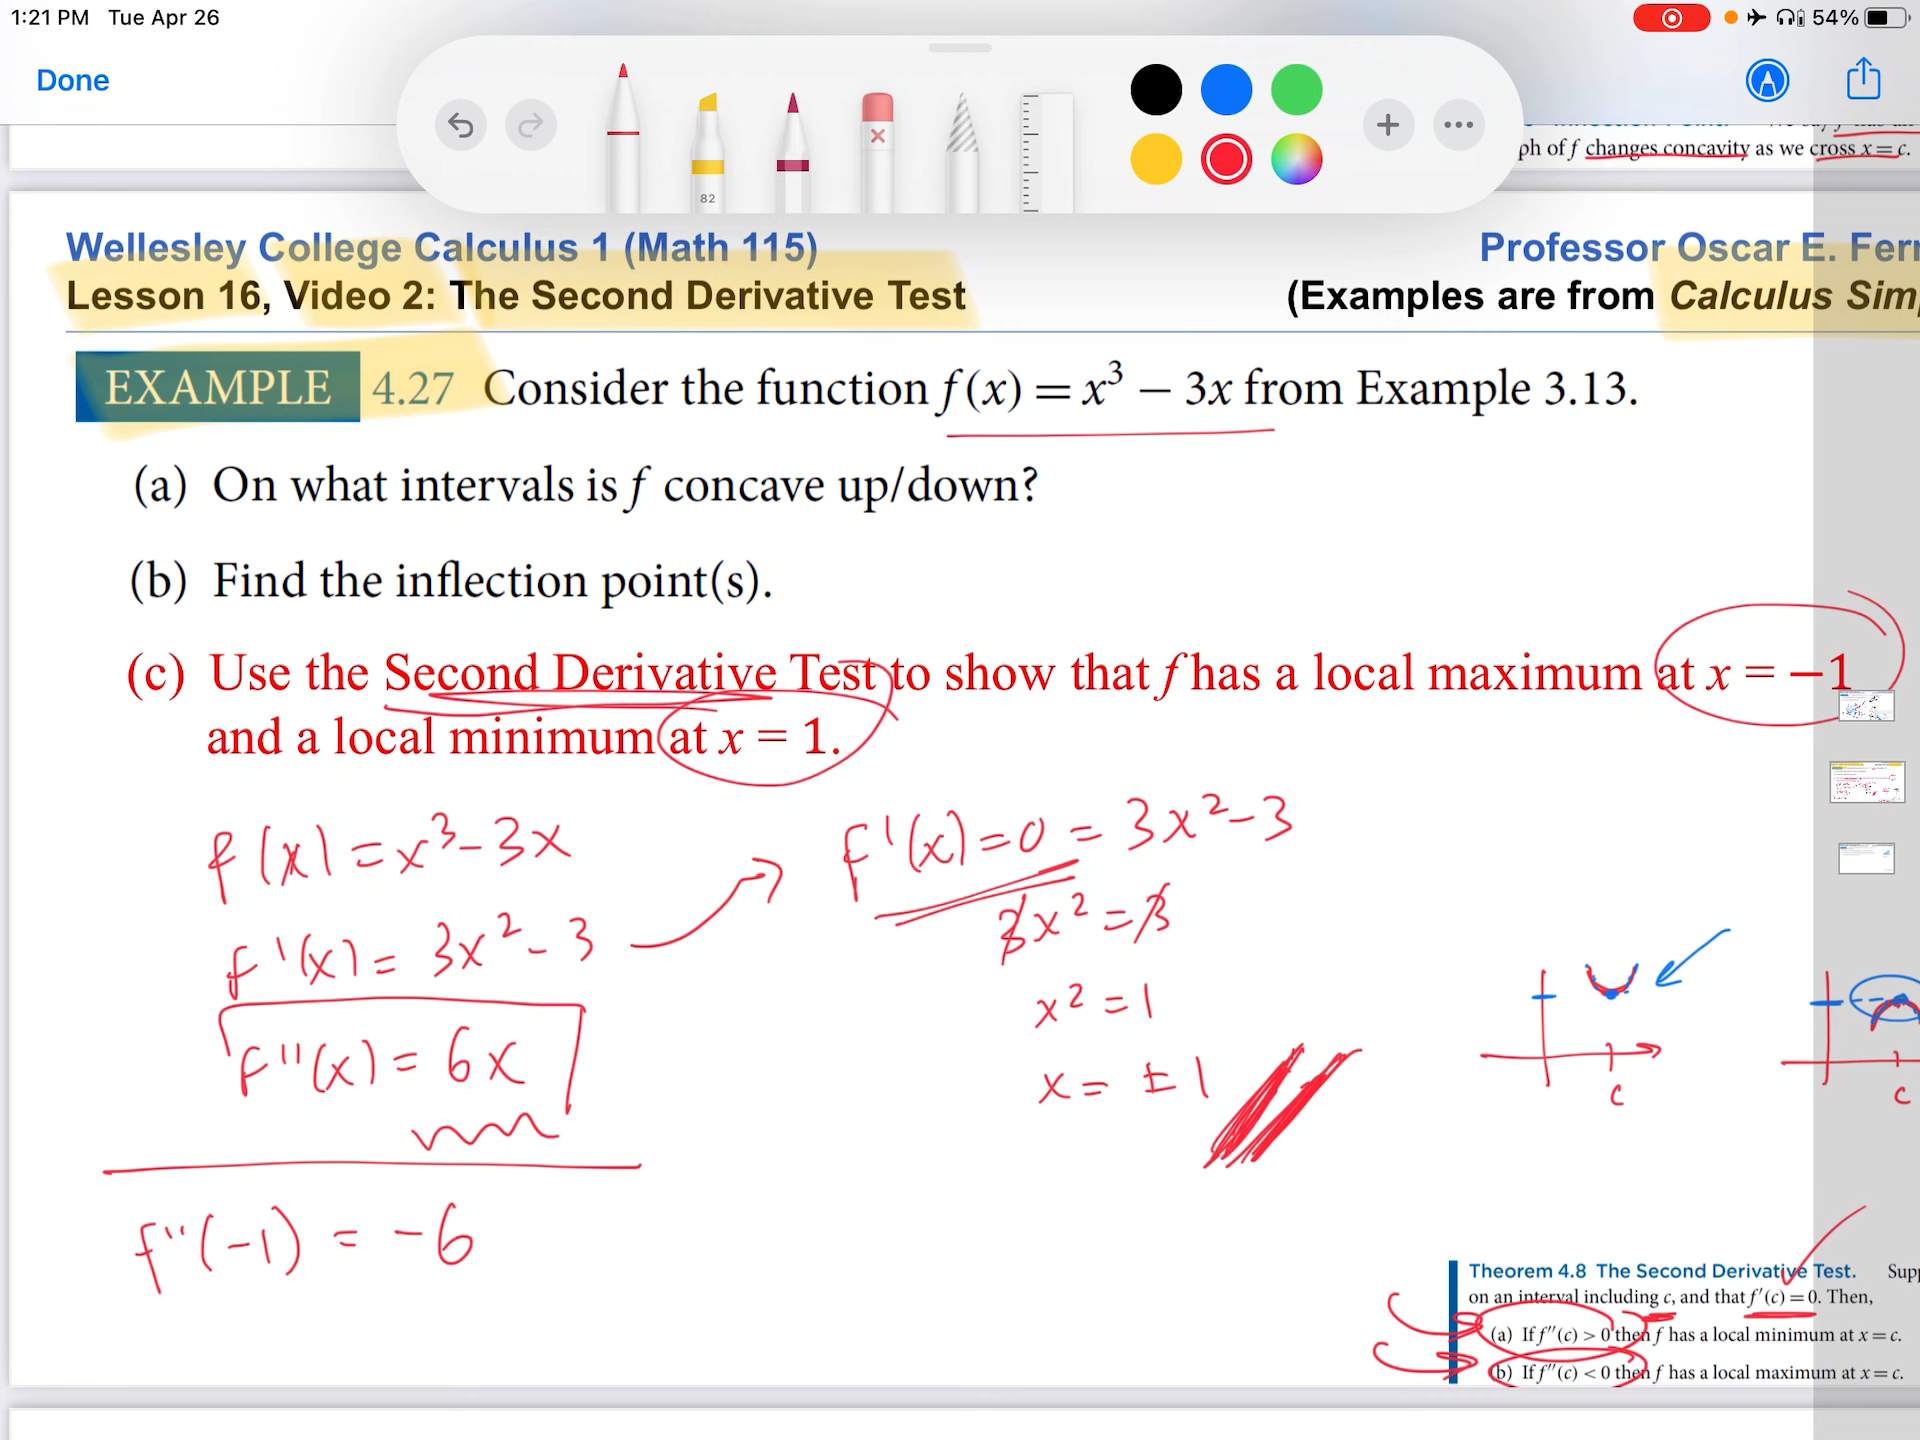 1:21 PM Tue Apr 26
54%
Done
82
ph of f changes concavity as we cross x = c.
Wellesley College Calculus 1 (Math 115)
Professor Oscar E. Fern
Lesson 16, Video 2: The Second Derivative Test
(Examples are from Calculus Simp
EXAMPLE 4.27 Consider the function f(x) = x³ − 3x from Example 3.13.
(a) On what intervals is f concave up/down?
(b) Find the inflection point(s).
(c) Use the Second Derivative Test to show that f has a local maximum at x = −1
and a local minimum at x = 1.
f(x) = x³ - 3x
f'(x) = 0 = 3x² - 3
f'(x) = 3x² - 3
3x² = 3
x² = 1
f''(x) = 6x
x = ±1
c
c
f''(-1) = -6
Theorem 4.8 The Second Derivative Test. Supp
on an interval including c, and that f′(c) = 0. Then,
(a) If f″(c) > 0 then f has a local minimum at x = c.
(b) If f″(c) < 0 then f has a local maximum at x = c.